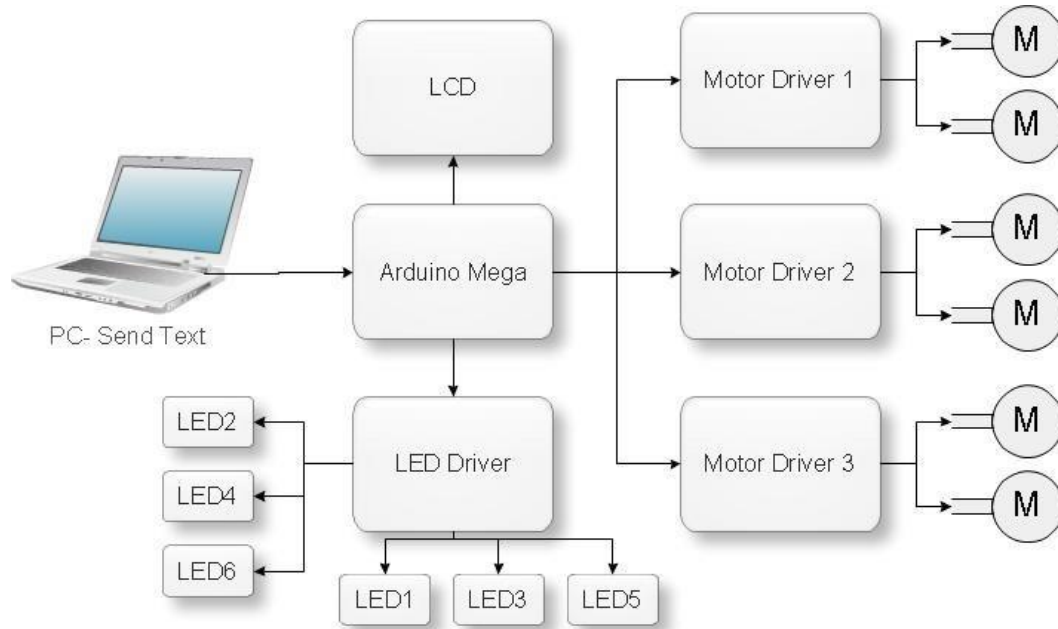 LCD
Motor Driver 1
M
M
PC- Send Text
Arduino Mega
Motor Driver 2
M
M
LED Driver
Motor Driver 3
M
M
LED2
LED4
LED6
LED1
LED3
LED5